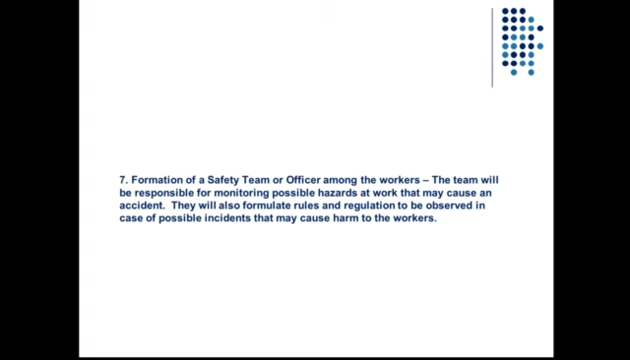 7. Formation of a Safety Team or Officer among the workers – The team will
be responsible for monitoring possible hazards at work that may cause an
accident.  They will also formulate rules and regulation to be observed in
case of possible incidents that may cause harm to the workers.